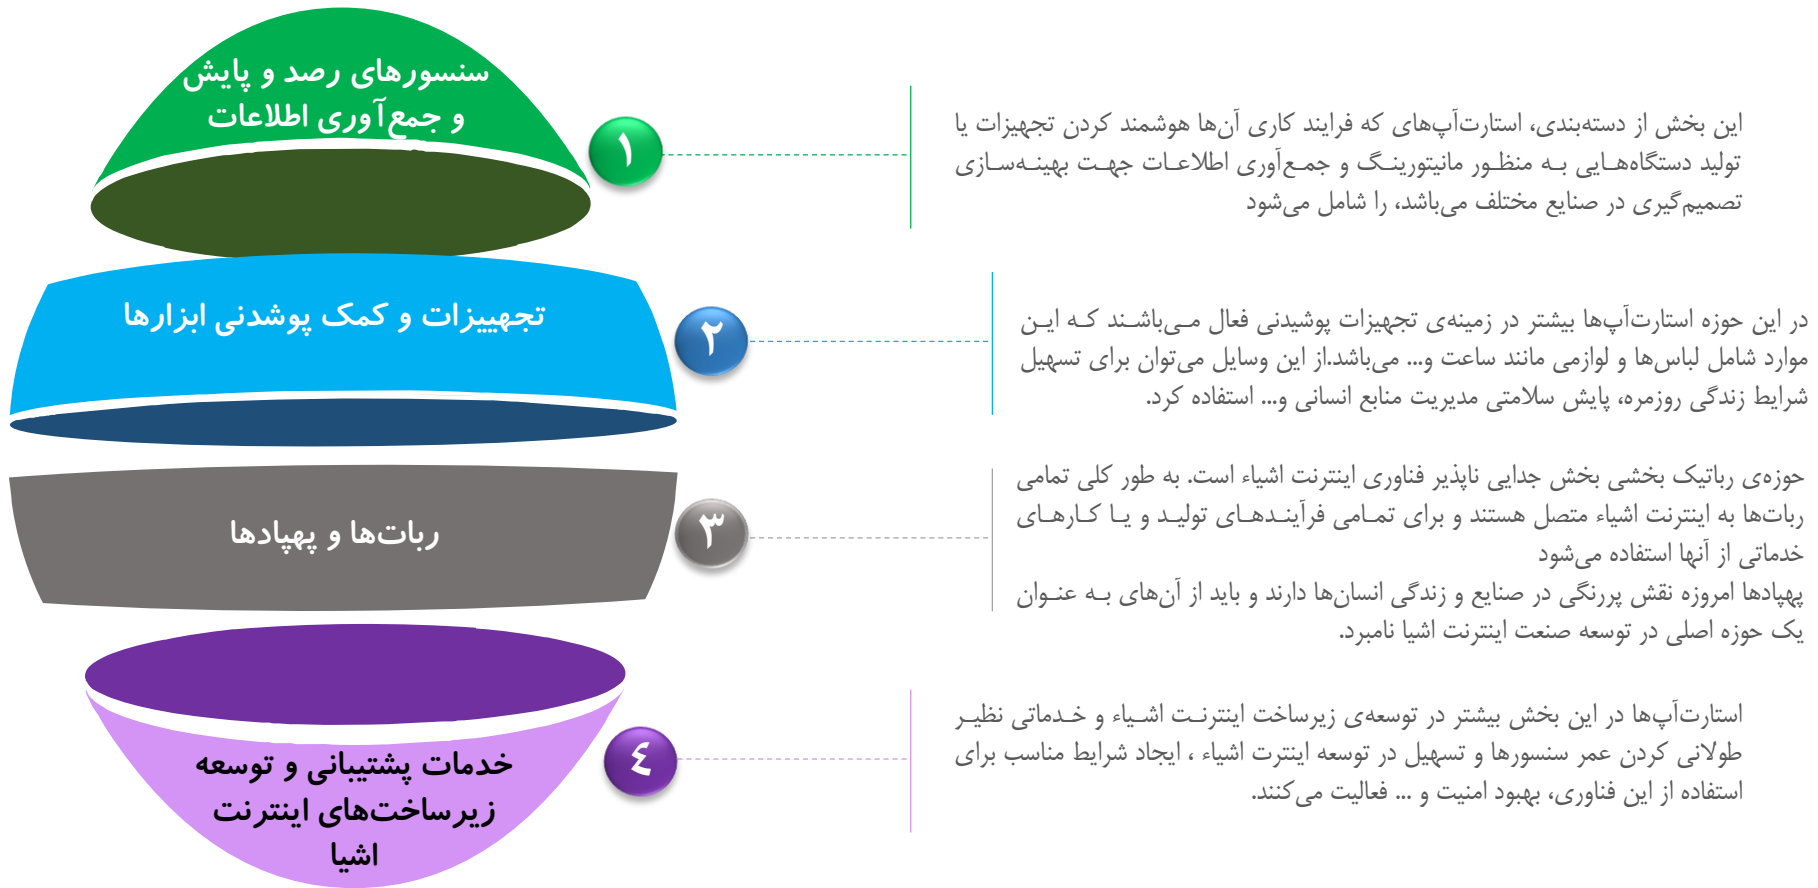 سنسورهای رصد و پایش
و جمع‌آوری اطلاعات
۱
این بخش از دسته‌بندی، استارت‌آپ‌های که فرایند کاری آن‌ها هوشمند کردن تجهیزات یا
تولید دستگاه‌هایی به منظور مانیتورینگ و جمع‌آوری اطلاعات جهت بهینه‌سازی
تصمیم‌گیری در صنایع مختلف می‌باشد، را شامل می‌شود
تجهییزات و کمک پوشدنی ابزارها
۲
در این حوزه استارت‌آپ‌ها بیشتر در زمینه‌ی تجهیزات پوشیدنی فعال می‌باشند که این
موارد شامل لباس‌ها و لوازمی مانند ساعت و... می‌باشد.از این وسایل می‌توان برای تسهیل
شرایط زندگی روزمره، پایش سلامتی مدیریت منابع انسانی و... استفاده کرد.
ربات‌ها و پهپادها
۳
حوزه‌ی رباتیک بخشی بخش جدایی ناپذیر فناوری اینترنت اشیاء است. به طور کلی تمامی
ربات‌ها به اینترنت اشیاء متصل هستند و برای تمامی فرآیندهای تولید و یا کارهای
خدماتی از آنها استفاده می‌شود
پهپادها امروزه نقش پررنگی در صنایع و زندگی انسان‌ها دارند و باید از آن‌های به عنوان
یک حوزه اصلی در توسعه صنعت اینترنت اشیا نامبرد.
خدمات پشتیبانی و توسعه
زیرساخت‌های اینترنت
اشیا
٤
استارت‌آپ‌ها در این بخش بیشتر در توسعه‌ی زیرساخت اینترنت اشیاء و خدماتی نظیر
طولانی کردن عمر سنسورها و تسهیل در توسعه اینترت اشیاء ، ایجاد شرایط مناسب برای
استفاده از این فناوری، بهبود امنیت و ... فعالیت می‌کنند.